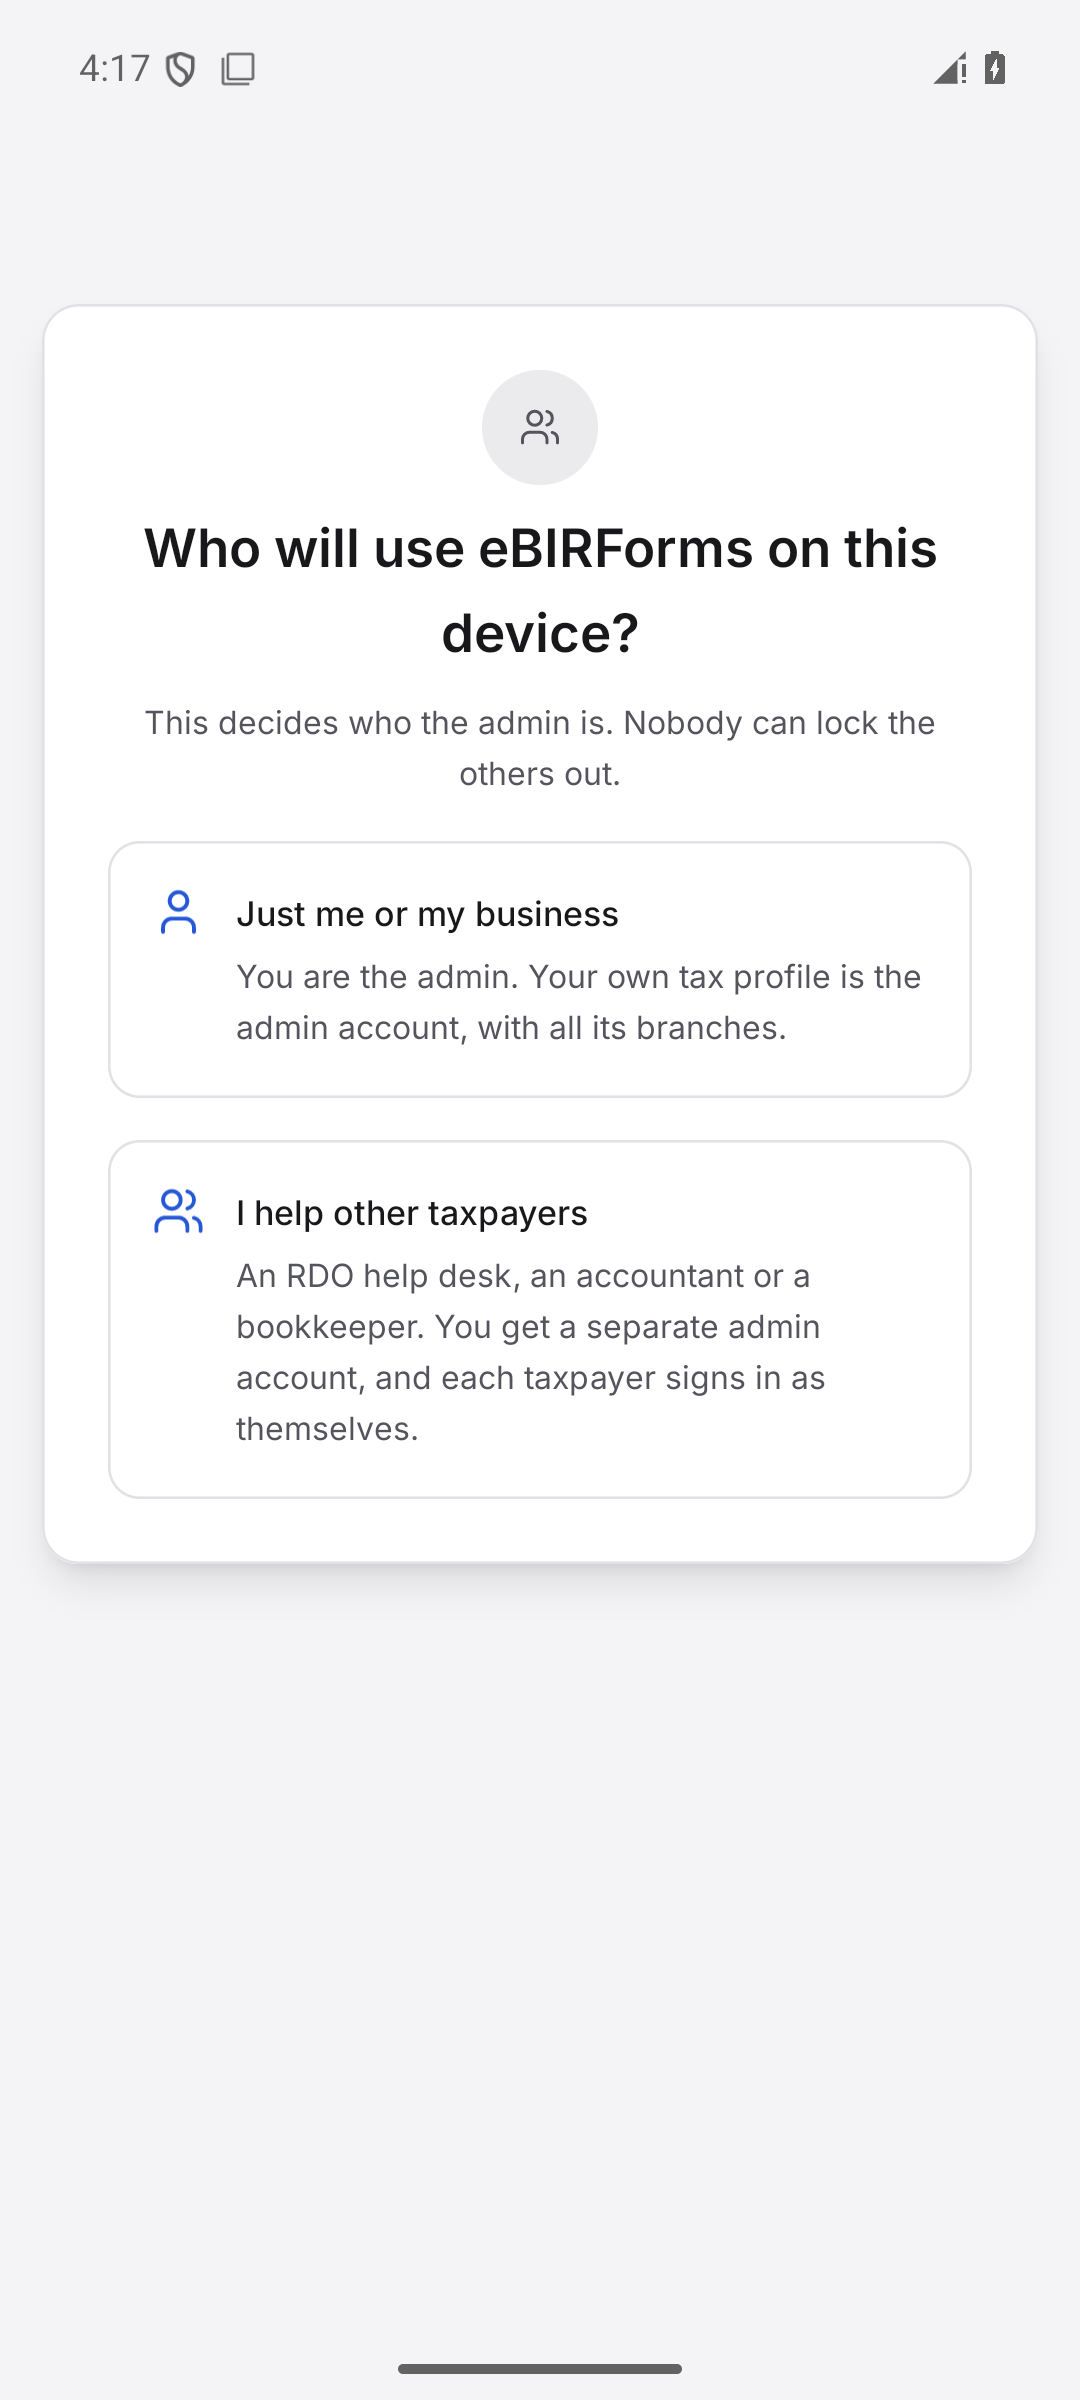 4:17
Who will use eBIRForms on this
device?
This decides who the admin is. Nobody can lock the
others out.
Just me or my business
You are the admin. Your own tax profile is the
admin account, with all its branches.
I help other taxpayers
An RDO help desk, an accountant or a
bookkeeper. You get a separate admin
account, and each taxpayer signs in as
themselves.